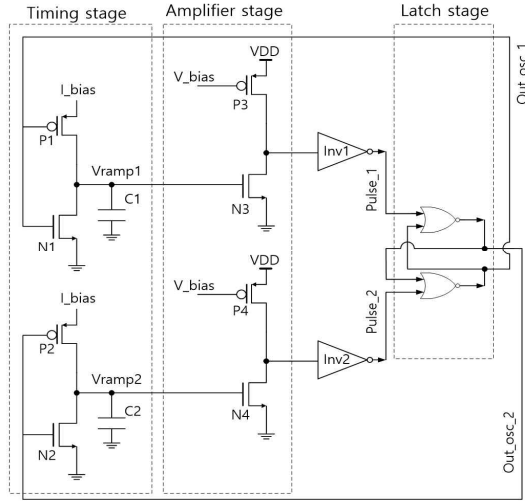 Timing stage
Amplifier stage
Latch stage
VDD
I_bias
V_bias
P3
P1
Out_osc_1
Vramp1
Inv1
C1
N3
N1
Pulse_1
VDD
I_bias
V_bias
P4
P2
Pulse_2
Vramp2
Inv2
C2
N4
N2
Out_osc_2